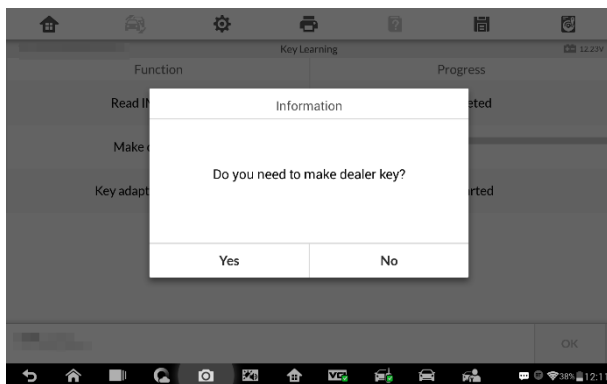 Key Learning
12.23V
Function
Progress
Read I
eted
Information
Make
Do you need to make dealer key?
Key adapt
rted
Yes
No
OK
38%
12:1